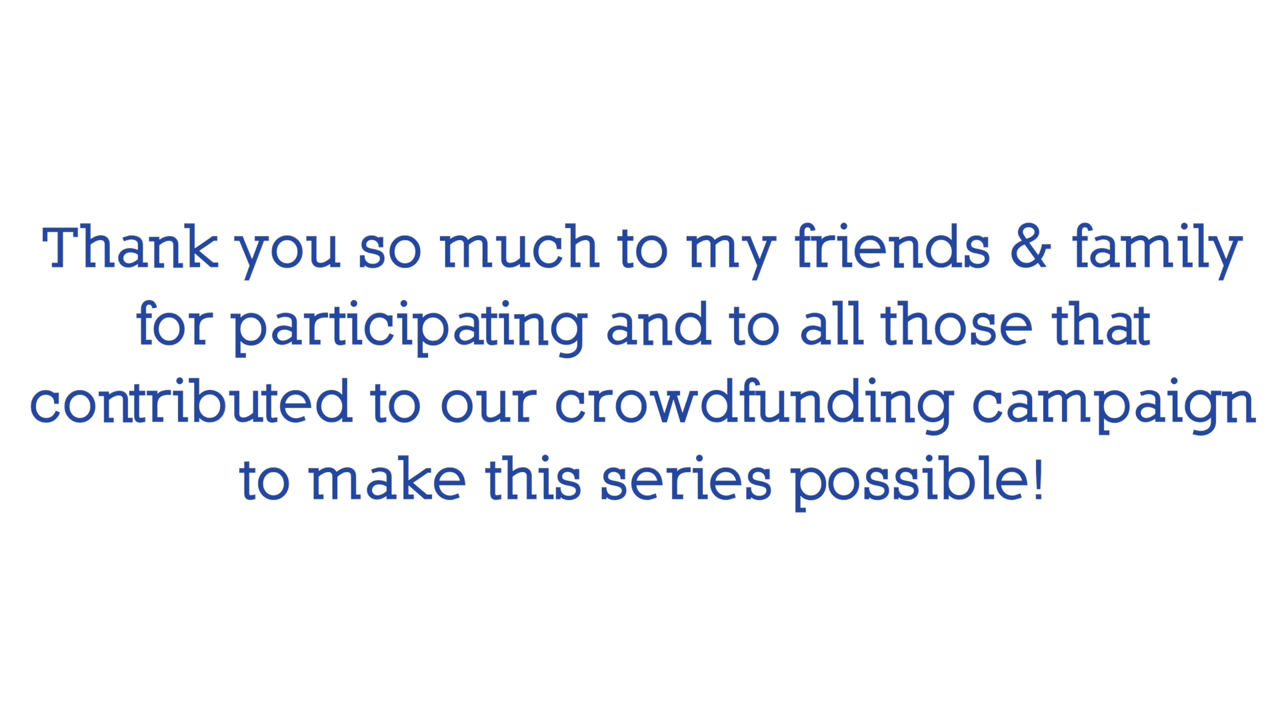 Thank you so much to my friends & family
for participating and to all those that
contributed to our crowdfunding campaign
to make this series possible!